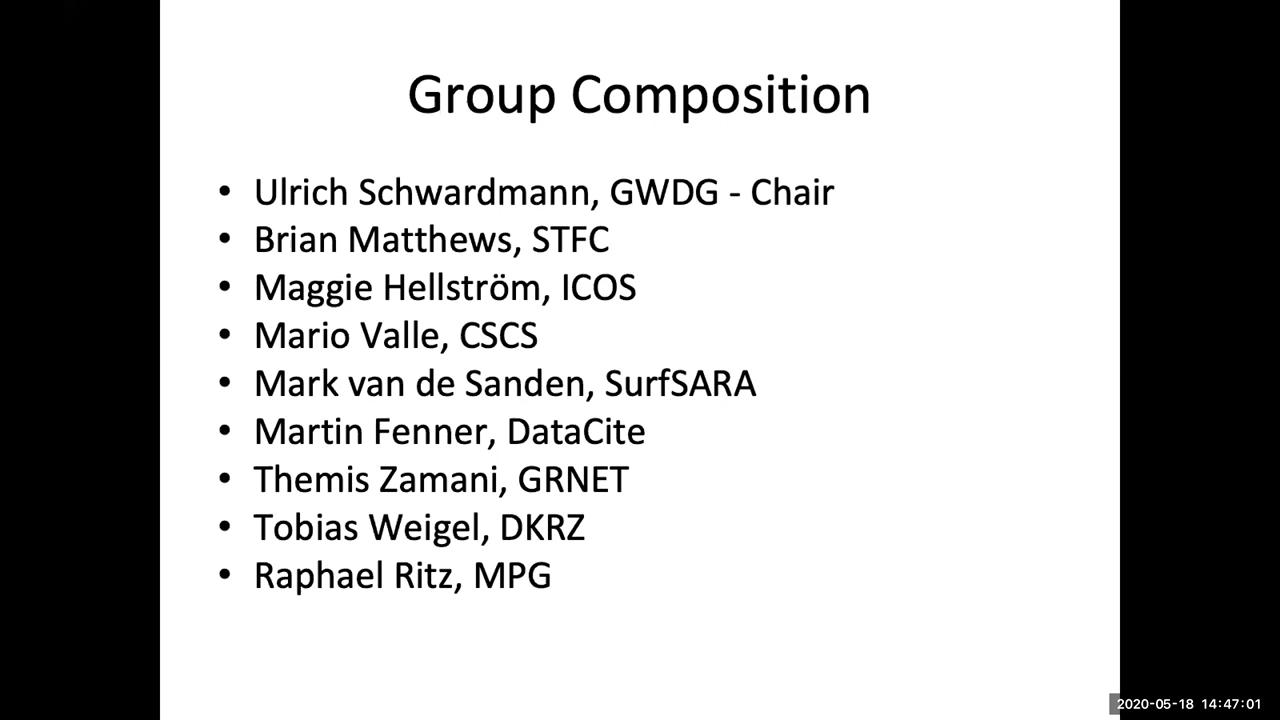 Group Composition
• Ulrich Schwardmann, GWDG - Chair
• Brian Matthews, STFC
• Maggie Hellström, ICOS
• Mario Valle, CSCS
• Mark van de Sanden, SurfSARA
• Martin Fenner, DataCite
• Themis Zamani, GRNET
• Tobias Weigel, DKRZ
• Raphael Ritz, MPG
2020-05-18 14:47:01